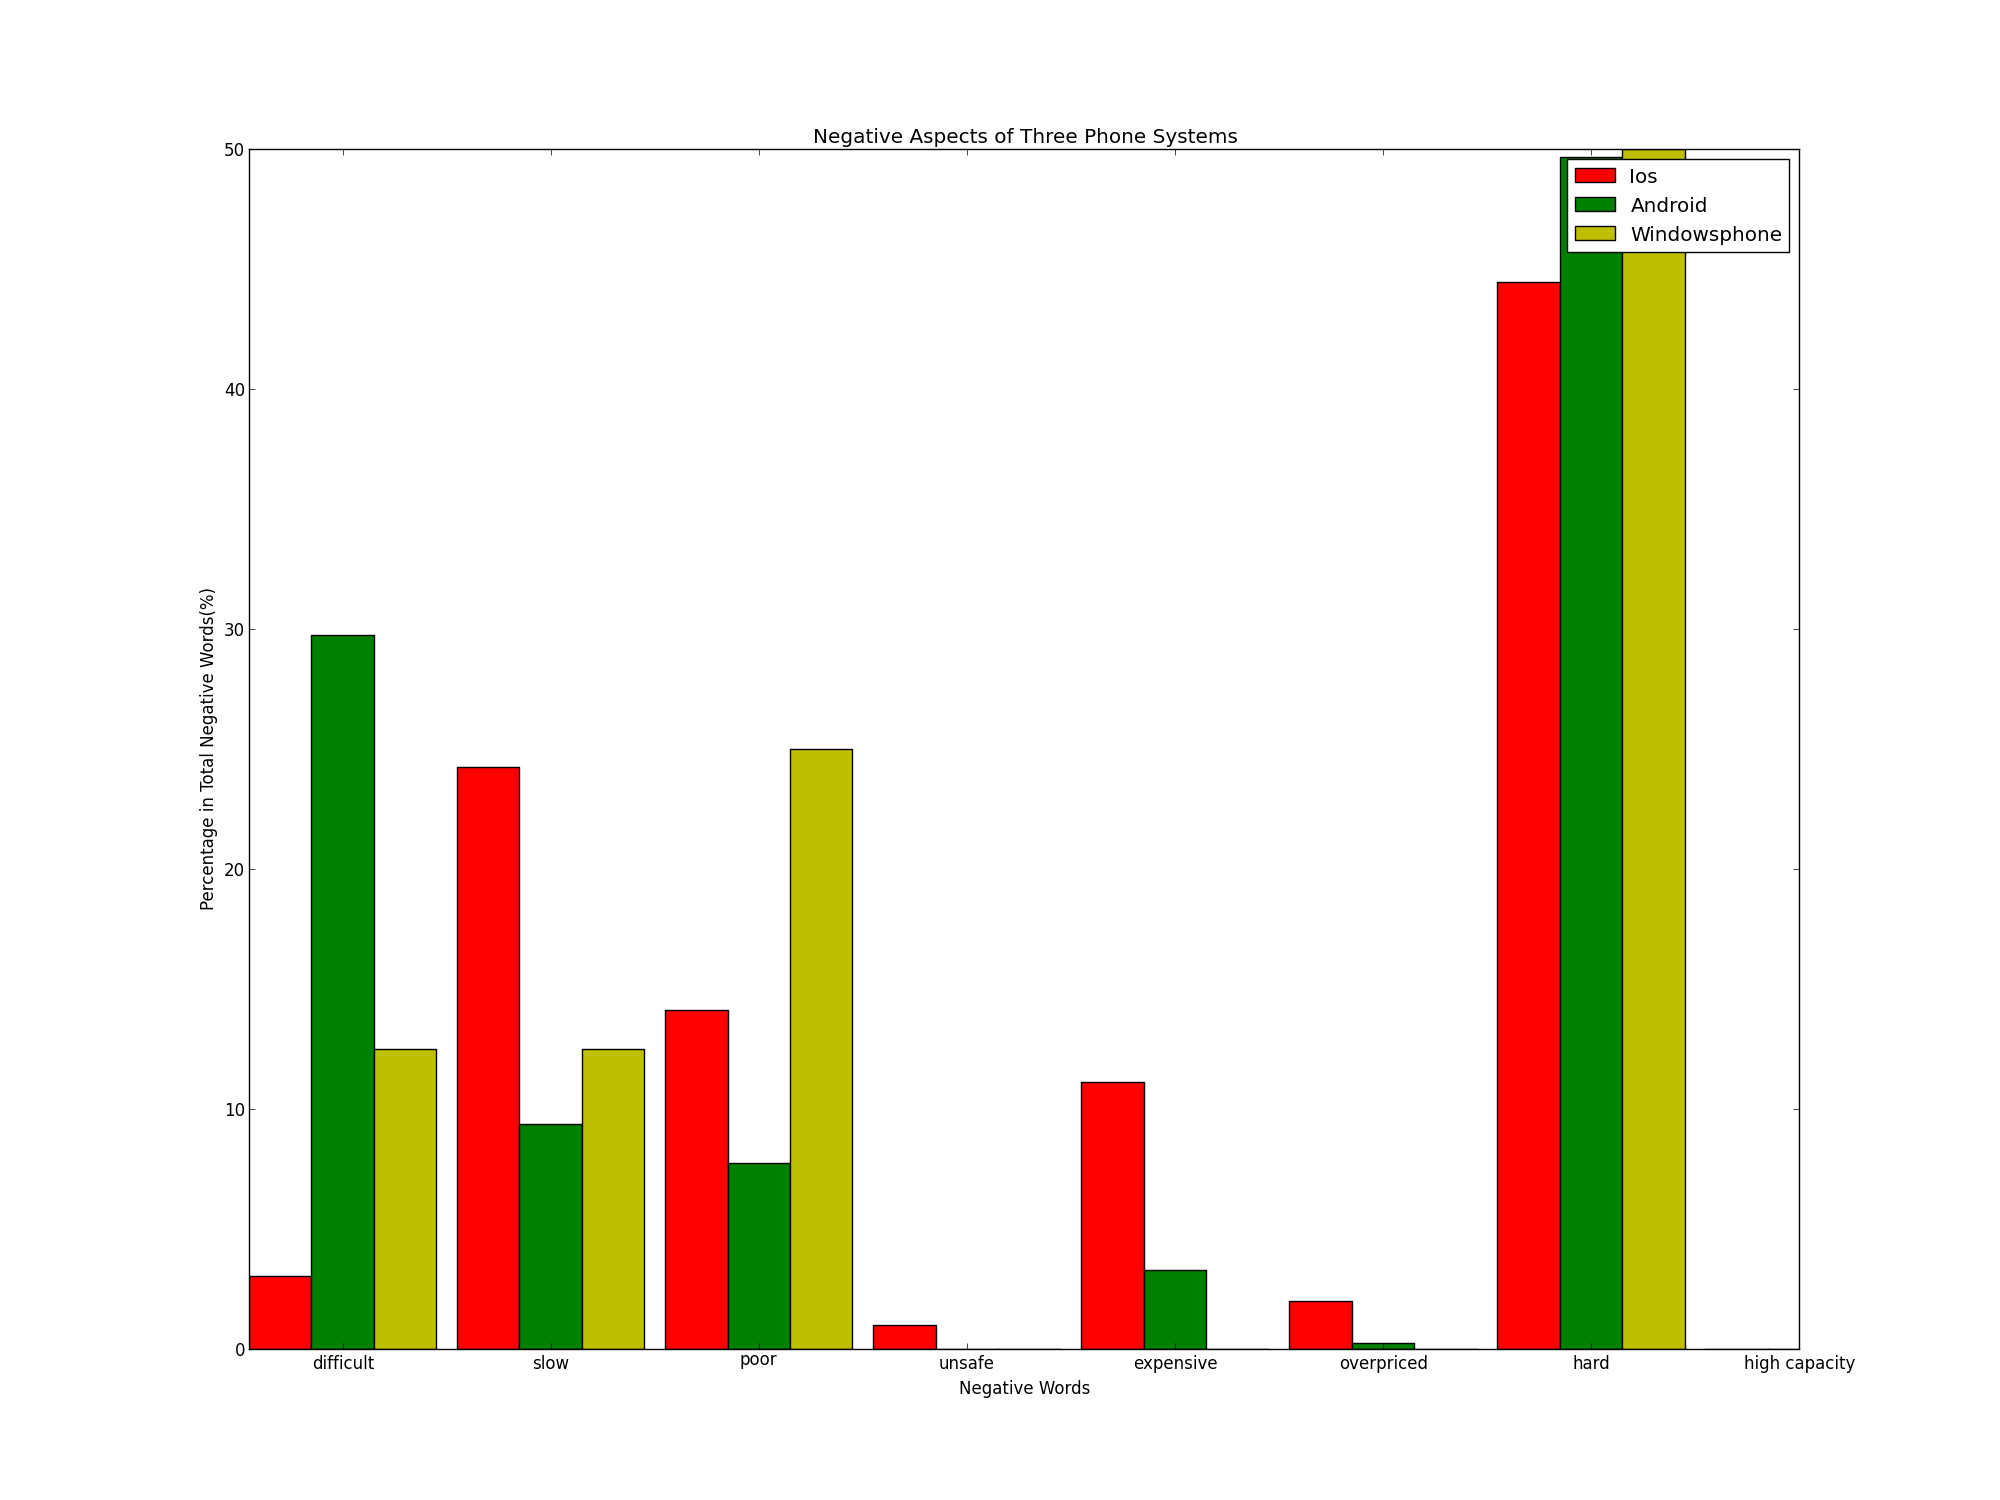 Negative Aspects of Three Phone Systems
50
40
30
20
10
0
Percentage in Total Negative Words(%)
Ios
Android
Windowsphone
difficult slow poor unsafe expensive overpriced hard high capacity
Negative Words